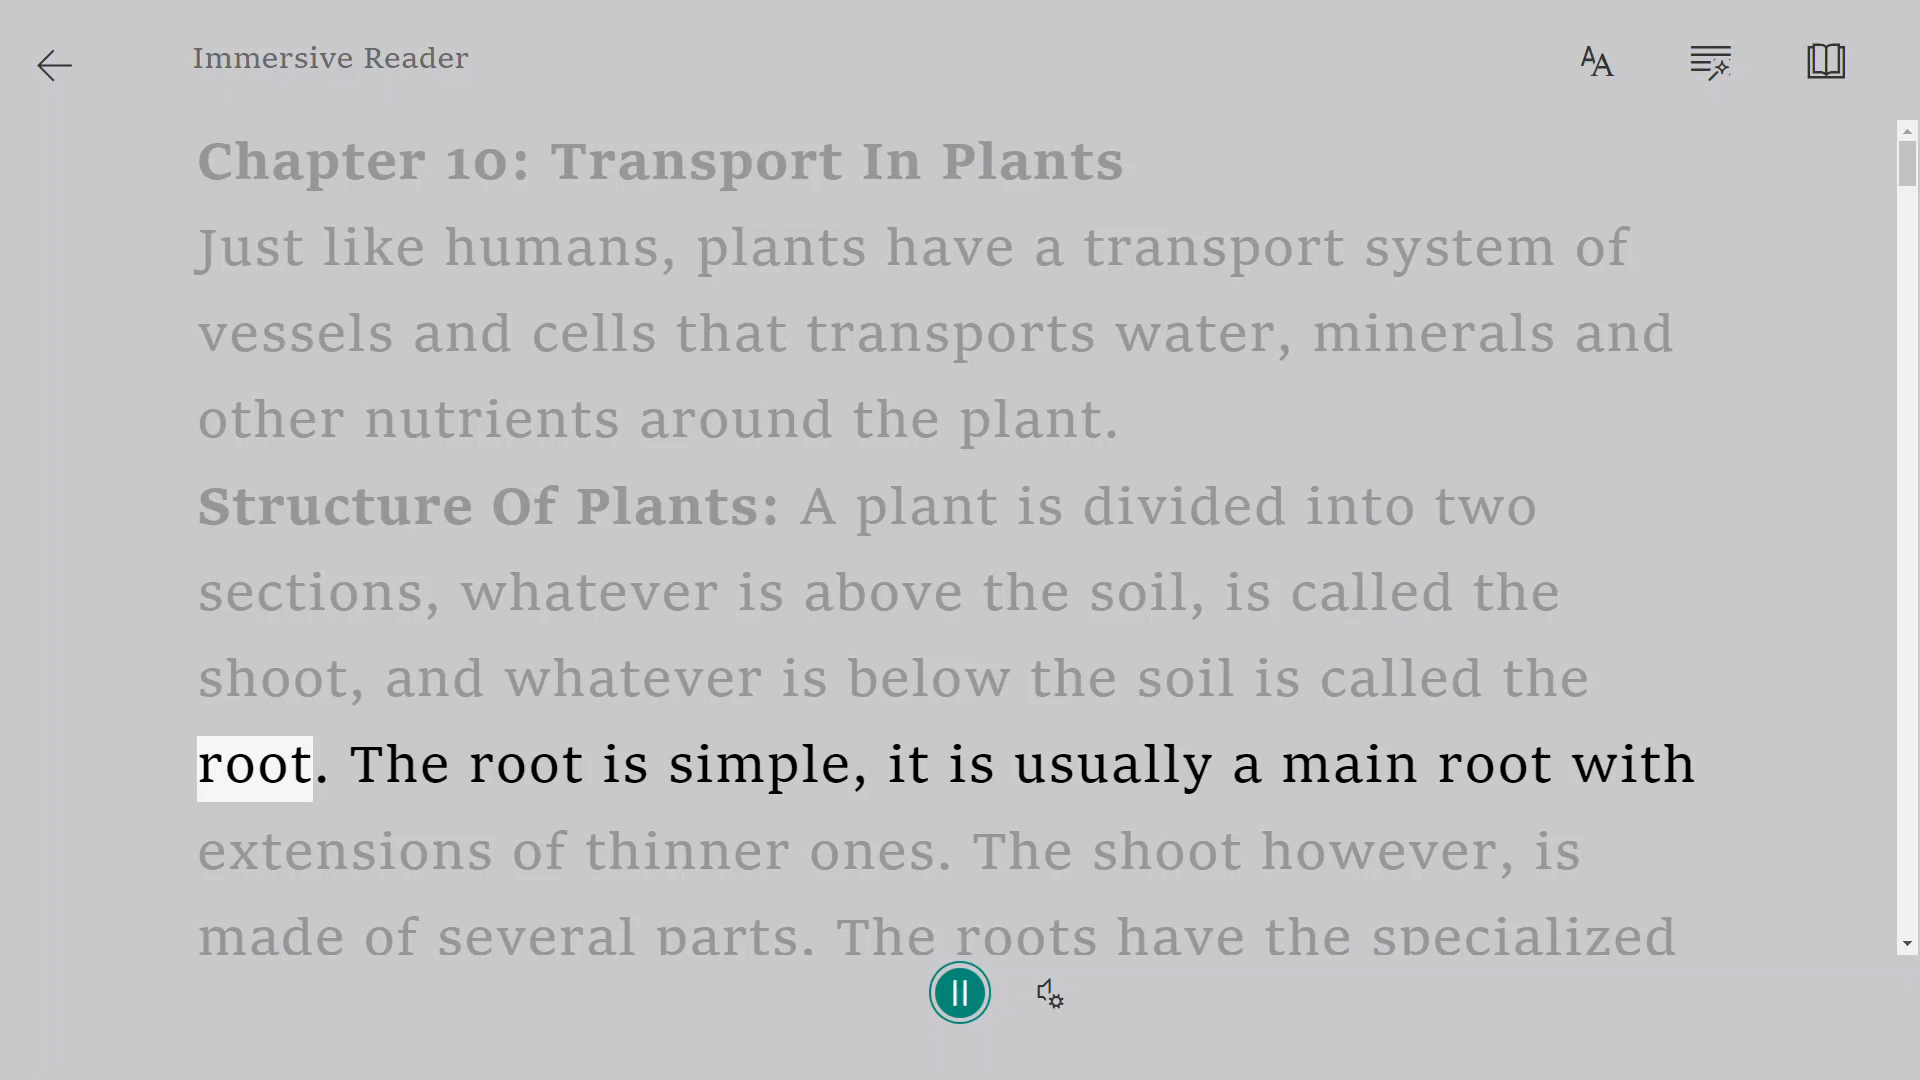 Immersive Reader
Chapter 10: Transport In Plants
Just like humans, plants have a transport system of
vessels and cells that transports water, minerals and
other nutrients around the plant.
Structure Of Plants: A plant is divided into two
sections, whatever is above the soil, is called the
shoot, and whatever is below the soil is called the
root. The root is simple, it is usually a main root with
extensions of thinner ones. The shoot however, is
made of several parts. The roots have the specialized